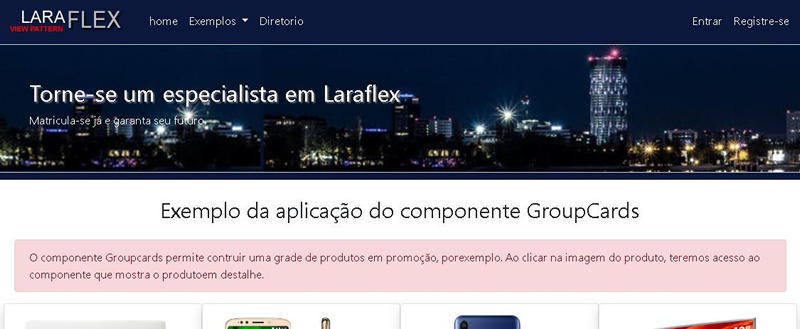 LARAFLEX
VIEW PATTERN
home Exemplos Diretorio Entrar Registre-se
Torne-se um especialista em Laraflex
Matricula-se já e garanta seu futuro
Exemplo da aplicação do componente GroupCards
O componente Groupcards permite contruir uma grade de produtos em promoção, porexemplo. Ao clicar na imagem do produto, teremos acesso ao
componente que mostra o produtoem destalhe.